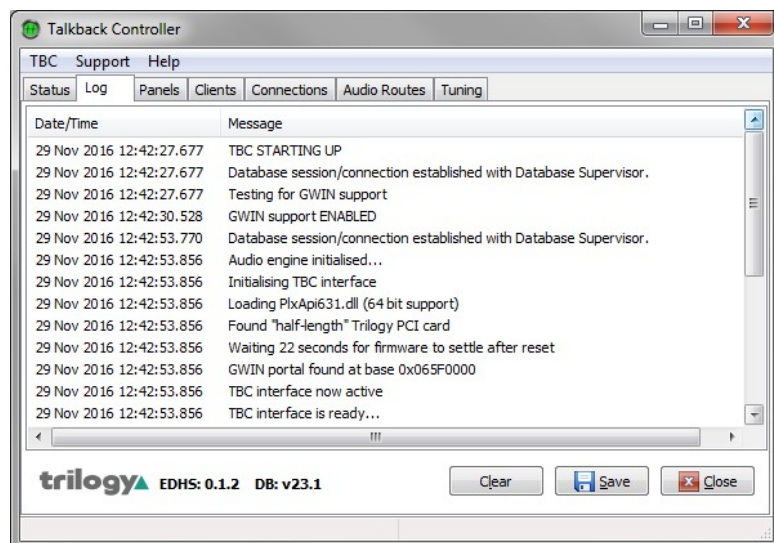 Talkback Controller
TBC Support Help
Status Log Panels Clients Connections Audio Routes Tuning
Date/Time Message
29 Nov 2016 12:42:27.677 TBC STARTING UP
29 Nov 2016 12:42:27.677 Database session/connection established with Database Supervisor.
29 Nov 2016 12:42:27.677 Testing for GWIN support
29 Nov 2016 12:42:30.528 GWIN support ENABLED
29 Nov 2016 12:42:53.770 Database session/connection established with Database Supervisor.
29 Nov 2016 12:42:53.856 Audio engine initialised...
29 Nov 2016 12:42:53.856 Initialising TBC interface
29 Nov 2016 12:42:53.856 Loading PlxApi631.dll (64 bit support)
29 Nov 2016 12:42:53.856 Found "half-length" Trilogy PCI card
29 Nov 2016 12:42:53.856 Waiting 22 seconds for firmware to settle after reset
29 Nov 2016 12:42:53.856 GWIN portal found at base 0x065F0000
29 Nov 2016 12:42:53.856 TBC interface now active
29 Nov 2016 12:42:53.856 TBC interface is ready...
trilogy EDHS: 0.1.2 DB: v23.1 Clear Save Close